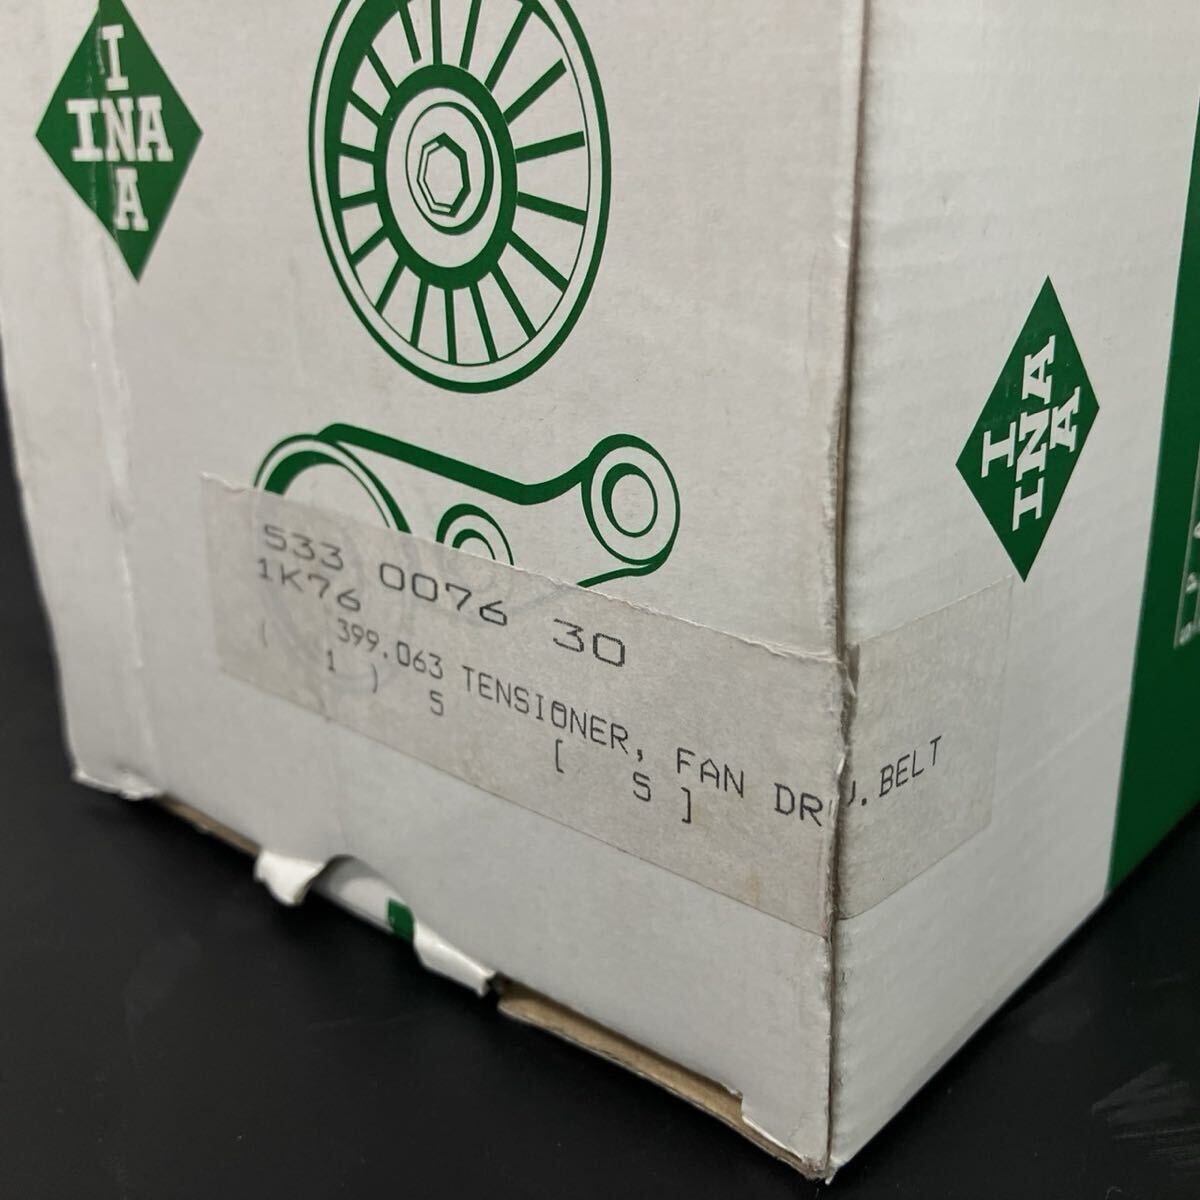 I
INA
A
I
INA
A
533 0076 30
1K76
399.063 TENSIONER, FAN DRV.BELT
( 1 ) 5 [ 5 ]